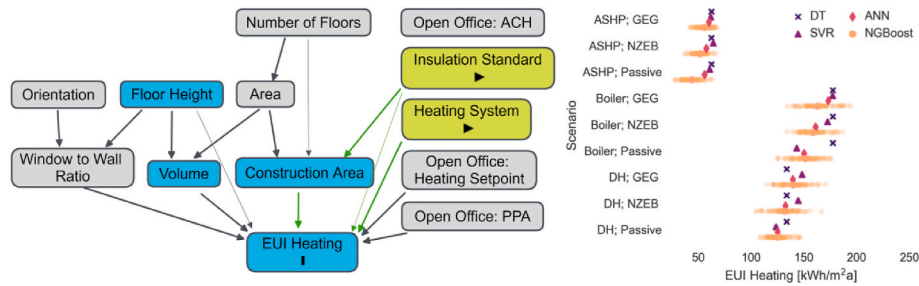 Number of Floors
Open Office: ACH
Insulation Standard
Orientation
Floor Height
Area
Heating System
Window to Wall
Ratio
Volume
Construction Area
Open Office:
Heating Setpoint
Open Office: PPA
EUI Heating
DT
ANN
SVR
NGBoost
Scenario
ASHP; GEG
ASHP; NZEB
ASHP; Passive
Boiler; GEG
Boiler; NZEB
Boiler; Passive
DH; GEG
DH; NZEB
DH; Passive
50 100 150 200 250
EUI Heating [kWh/m²a]